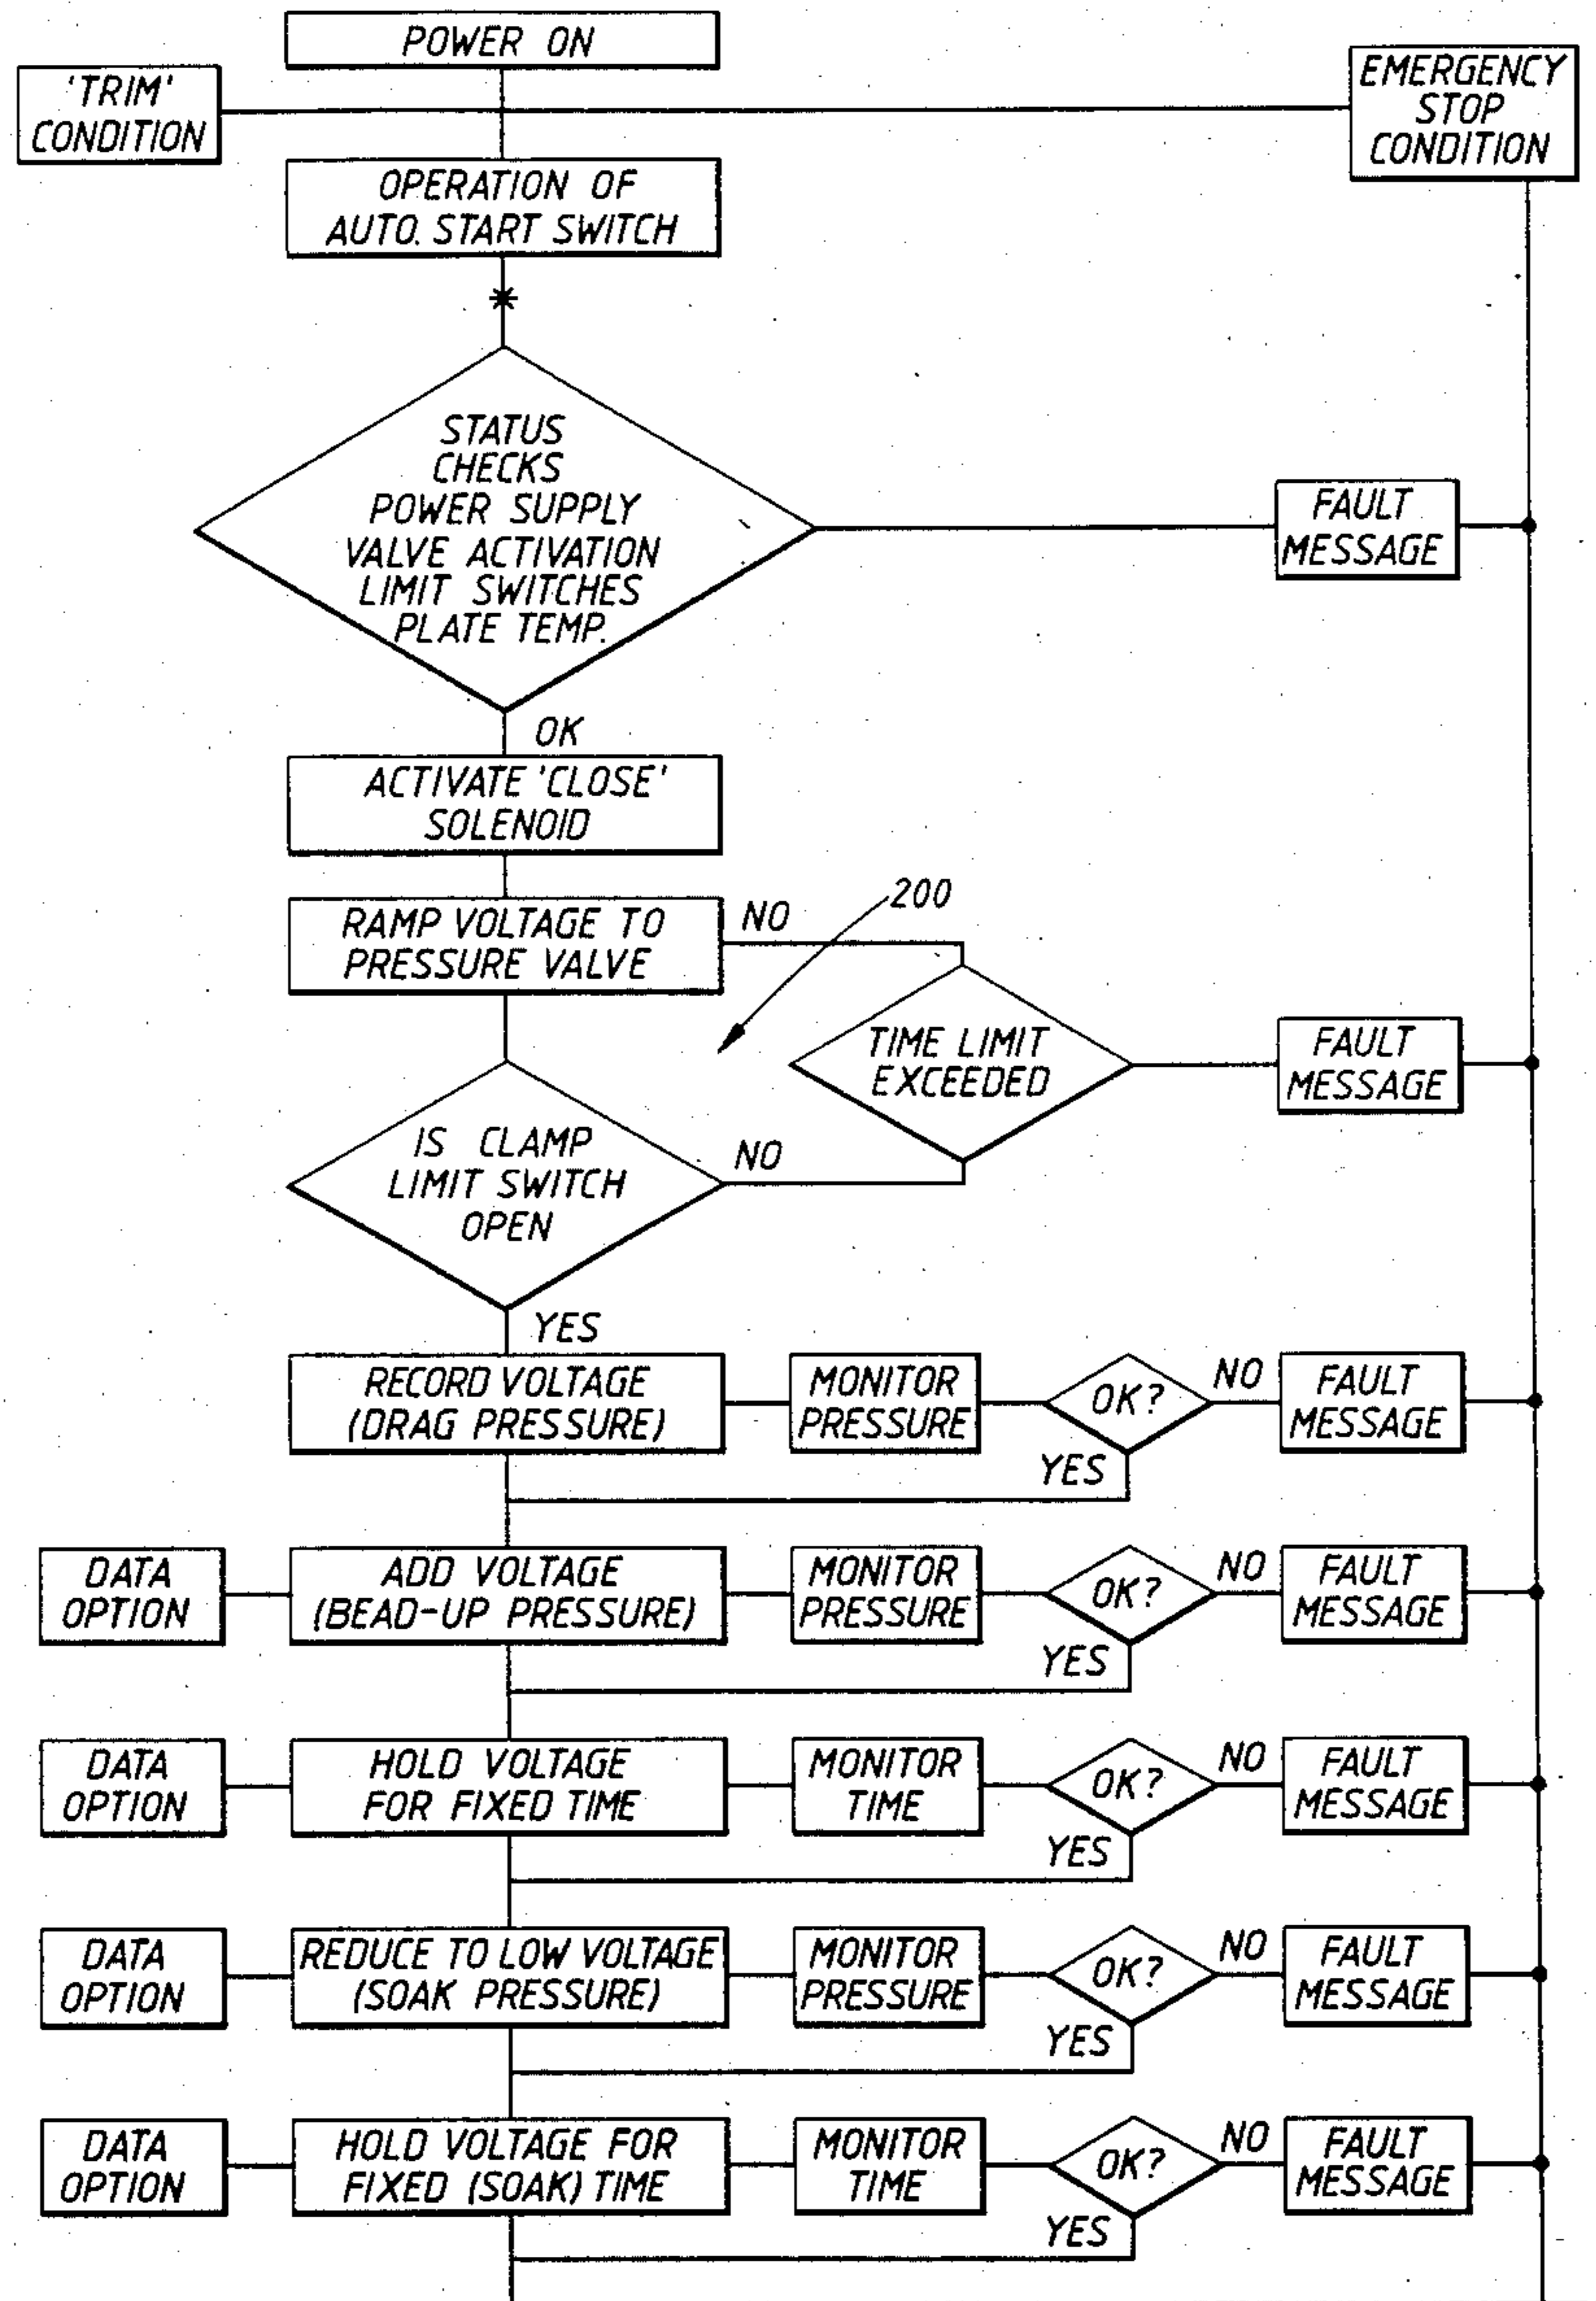 POWER ON
'TRIM'
CONDITION
EMERGENCY
STOP
CONDITION
OPERATION OF
AUTO. START SWITCH
*
STATUS
CHECKS
POWER SUPPLY
VALVE ACTIVATION
LIMIT SWITCHES
PLATE TEMP.
FAULT
MESSAGE
OK
ACTIVATE 'CLOSE'
SOLENOID
RAMP VOLTAGE TO
PRESSURE VALVE
NO
200
TIME LIMIT
EXCEEDED
FAULT
MESSAGE
IS CLAMP
LIMIT SWITCH
OPEN
NO
YES
RECORD VOLTAGE
(DRAG PRESSURE)
MONITOR
PRESSURE
OK?
NO
FAULT
MESSAGE
YES
DATA
OPTION
ADD VOLTAGE
(BEAD-UP PRESSURE)
MONITOR
PRESSURE
OK?
NO
FAULT
MESSAGE
YES
DATA
OPTION
HOLD VOLTAGE
FOR FIXED TIME
MONITOR
TIME
OK?
NO
FAULT
MESSAGE
YES
DATA
OPTION
REDUCE TO LOW VOLTAGE
(SOAK PRESSURE)
MONITOR
PRESSURE
OK?
NO
FAULT
MESSAGE
YES
DATA
OPTION
HOLD VOLTAGE FOR
FIXED (SOAK) TIME
MONITOR
TIME
OK?
NO
FAULT
MESSAGE
YES